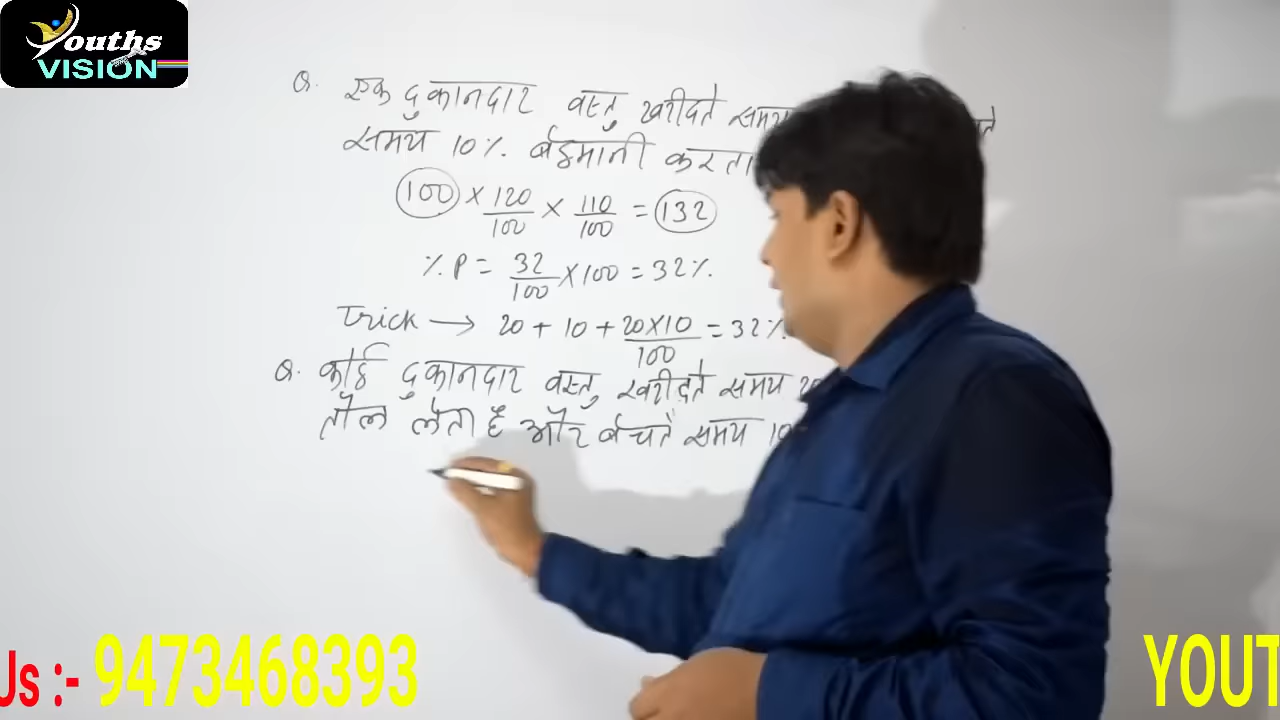 Youths
VISION
Q. एक दुकानदार वस्तु खरीदते समय
समय 10%. बेइमानी करता
100 × 120/100 × 110/100 = 132
%. P = 32/100 × 100 = 32%.
Trick → 20 + 10 + 20×10/100 = 32%.
Q. कोई दुकानदार वस्तु खरीदते समय
तौल लेता है और बेचते समय 10
Us :- 9473468393
YOUT